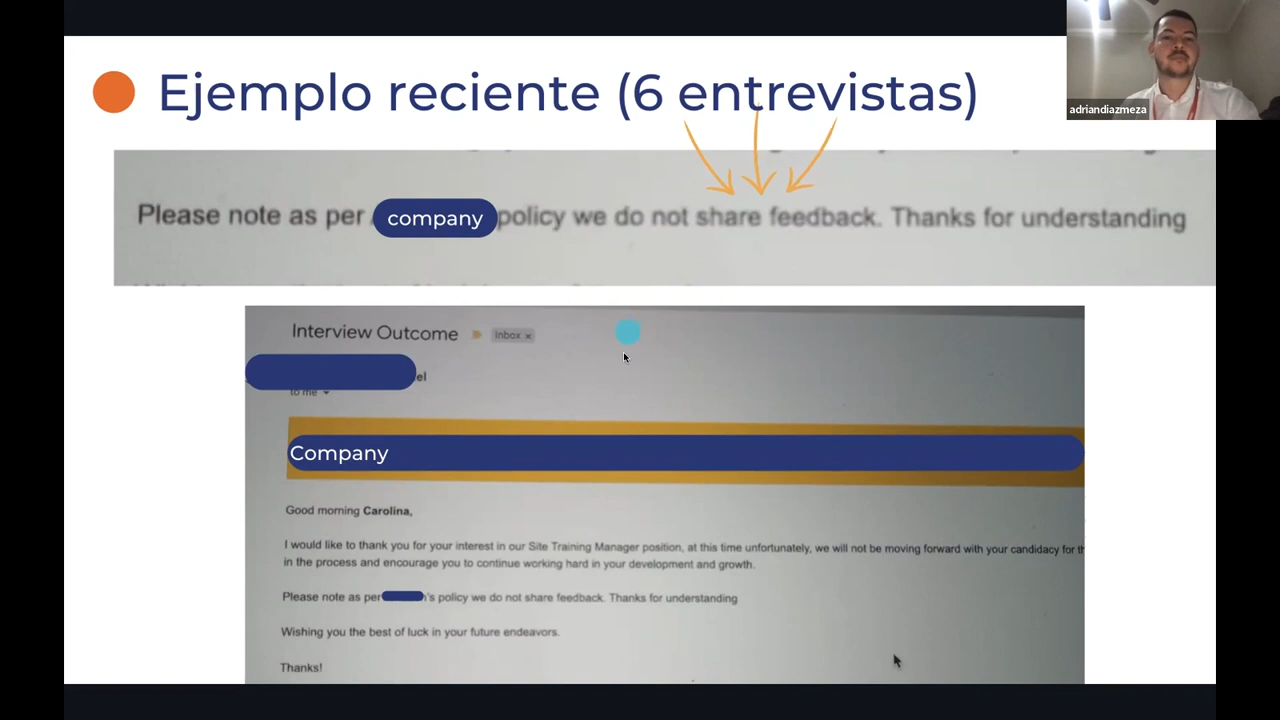 Ejemplo reciente (6 entrevistas)
adriandiazmeza
Please note as per company policy we do not share feedback. Thanks for understanding
Interview Outcome Inbox x
el
to me
Company
Good morning Carolina,
I would like to thank you for your interest in our Site Training Manager position, at this time unfortunately, we will not be moving forward with your candidacy for th
in the process and encourage you to continue working hard in your development and growth.
Please note as per 's policy we do not share feedback. Thanks for understanding
Wishing you the best of luck in your future endeavors.
Thanks!